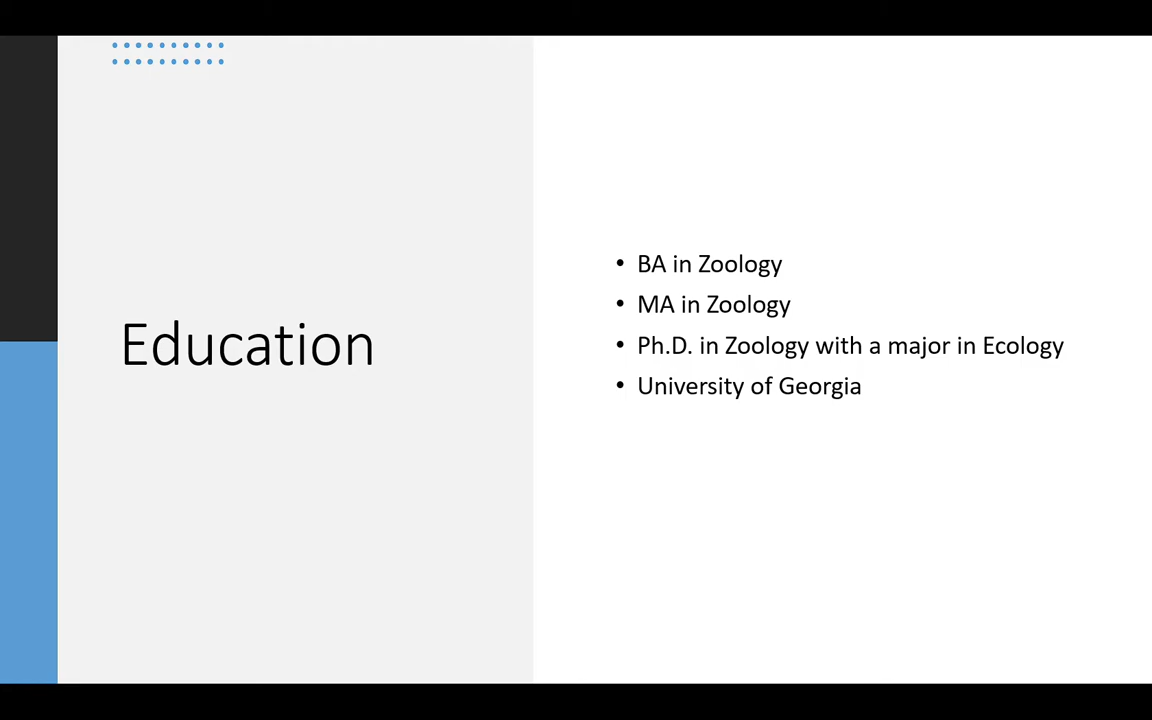 Education
• BA in Zoology
• MA in Zoology
• Ph.D. in Zoology with a major in Ecology
• University of Georgia